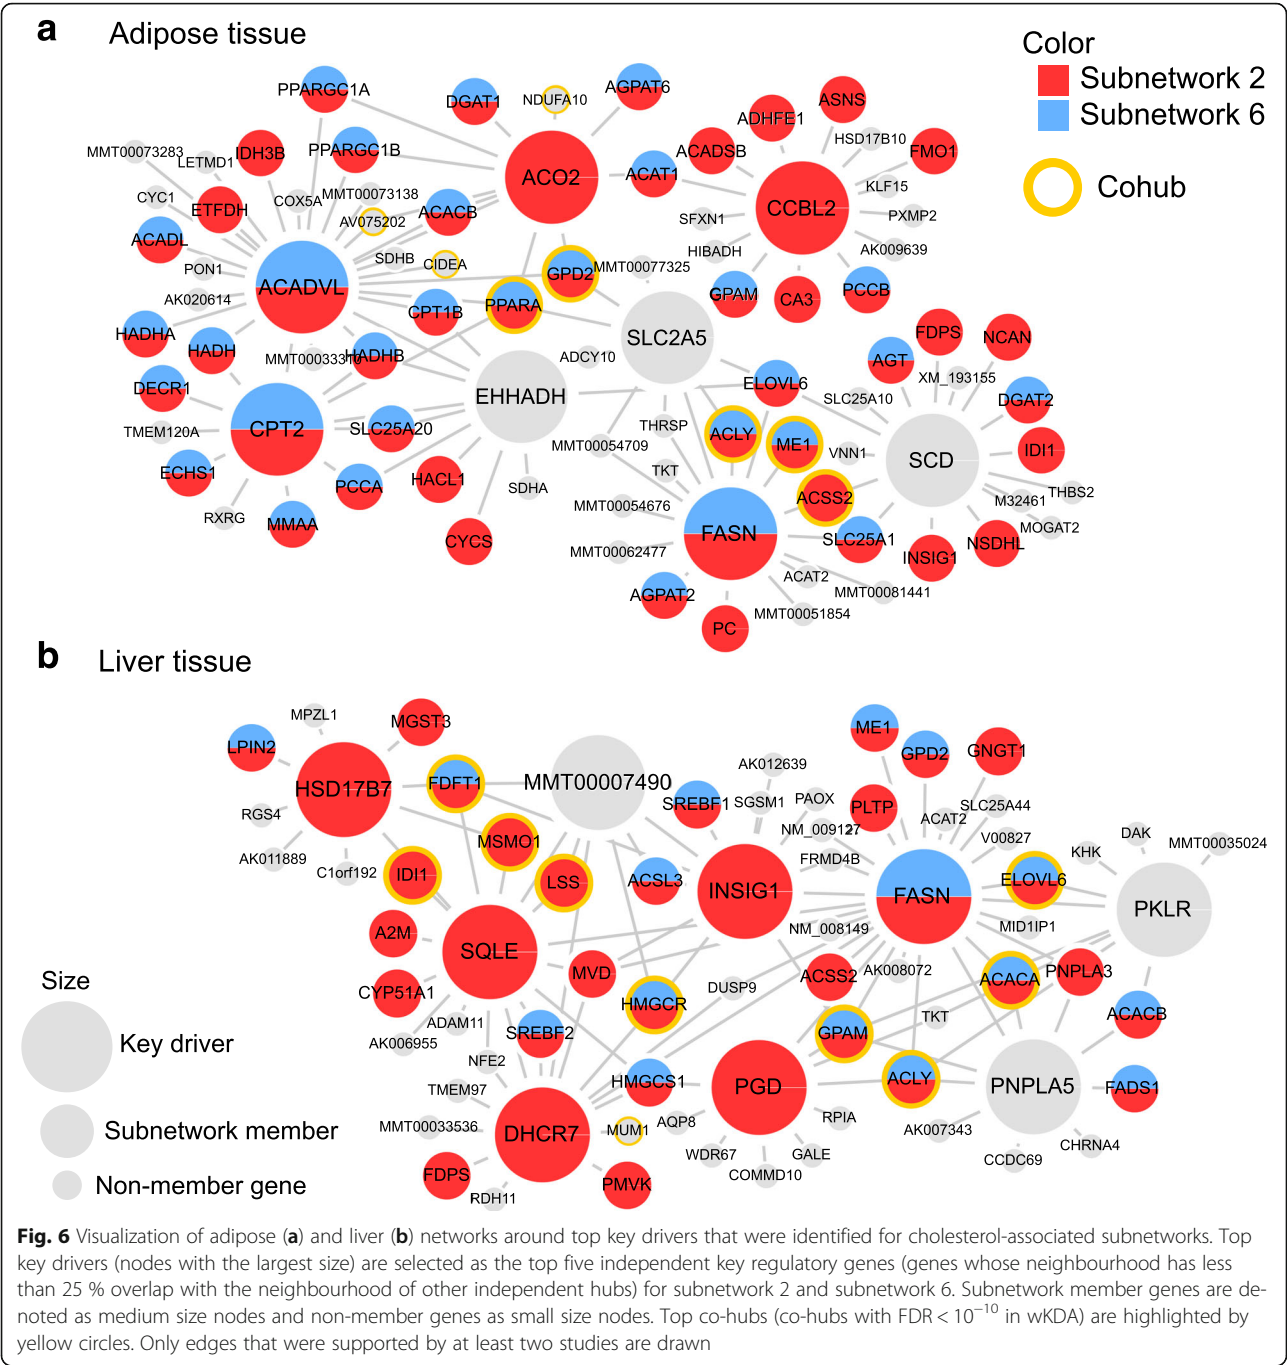 a Adipose tissue
Color
Subnetwork 2
Subnetwork 6
Cohub
PPARGC1A
DGAT1
NDUFA10
AGPAT6
ASNS
ADHFE1
HSD17B10
FMO1
ACADSB
MMT00073283
LETMD1
IDH3B
PPARGC1B
ACO2
ACAT1
CCBL2
KLF15
PXMP2
AK009639
CYC1
ETFDH
COX5A
MMT00073138
AV075202
ACACB
SFXN1
HIBADH
ACADL
PON1
SDHB
CIDEA
GPD2
MMT00077325
AK020614
ACADVL
CPT1B
PPARA
GPAM
CA3
PCCB
HADHA
HADH
MMT00033310
HADHB
SLC2A5
ADCY10
FDPS
NCAN
AGT
XM_193155
DECR1
EHHADH
ELOVL6
SLC25A10
DGAT2
TMEM120A
CPT2
SLC25A20
THRSP
ACLY
ME1
VNN1
SCD
IDI1
MMT00054709
ECHS1
PCCA
HACL1
SDHA
TKT
ACSS2
M32461
THBS2
MOGAT2
RXRG
MMAA
CYCS
MMT00054676
FASN
SLC25A1
INSIG1
NSDHL
MMT00062477
ACAT2
MMT00081441
AGPAT2
MMT00051854
PC
b Liver tissue
MPZL1
MGST3
LPIN2
HSD17B7
FDFT1
MMT00007490
SREBF1
AK012639
SGSM1
PAOX
ME1
GPD2
GNGT1
PLTP
ACAT2
SLC25A44
V00827
RGS4
AK011889
C1orf192
MSMO1
NM_009127
FRMD4B
DAK
KHK
MMT00035024
IDI1
LSS
ACSL3
INSIG1
FASN
ELOVL6
PKLR
A2M
SQLE
NM_008149
MID1IP1
CYP51A1
MVD
HMGCR
DUSP9
ACSS2
AK008072
ACACA
PNPLA3
ADAM11
AK006955
SREBF2
GPAM
TKT
ACACB
NFE2
TMEM97
HMGCS1
PGD
ACLY
PNPLA5
FADS1
MMT00033536
DHCR7
MUM1
AQP8
RPIA
AK007343
CHRNA4
WDR67
GALE
COMMD10
CCDC69
FDPS
RDH11
PMVK
Size
Key driver
Subnetwork member
Non-member gene
Fig. 6 Visualization of adipose (a) and liver (b) networks around top key drivers that were identified for cholesterol-associated subnetworks. Top
key drivers (nodes with the largest size) are selected as the top five independent key regulatory genes (genes whose neighbourhood has less
than 25 % overlap with the neighbourhood of other independent hubs) for subnetwork 2 and subnetwork 6. Subnetwork member genes are de-
noted as medium size nodes and non-member genes as small size nodes. Top co-hubs (co-hubs with FDR < 10⁻¹⁰ in wKDA) are highlighted by
yellow circles. Only edges that were supported by at least two studies are drawn